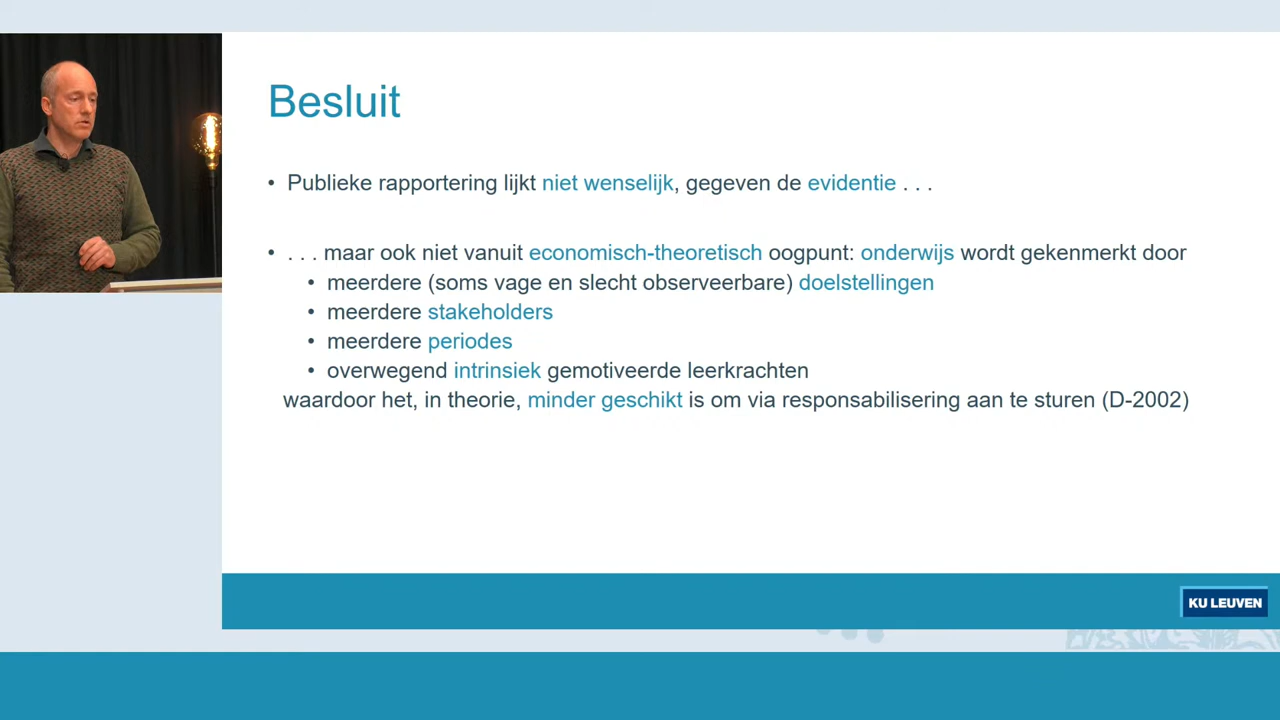 Besluit
• Publieke rapportering lijkt niet wenselijk, gegeven de evidentie . . .
• . . . maar ook niet vanuit economisch-theoretisch oogpunt: onderwijs wordt gekenmerkt door
• meerdere (soms vage en slecht observeerbare) doelstellingen
• meerdere stakeholders
• meerdere periodes
• overwegend intrinsiek gemotiveerde leerkrachten
waardoor het, in theorie, minder geschikt is om via responsabilisering aan te sturen (D-2002)
KU LEUVEN